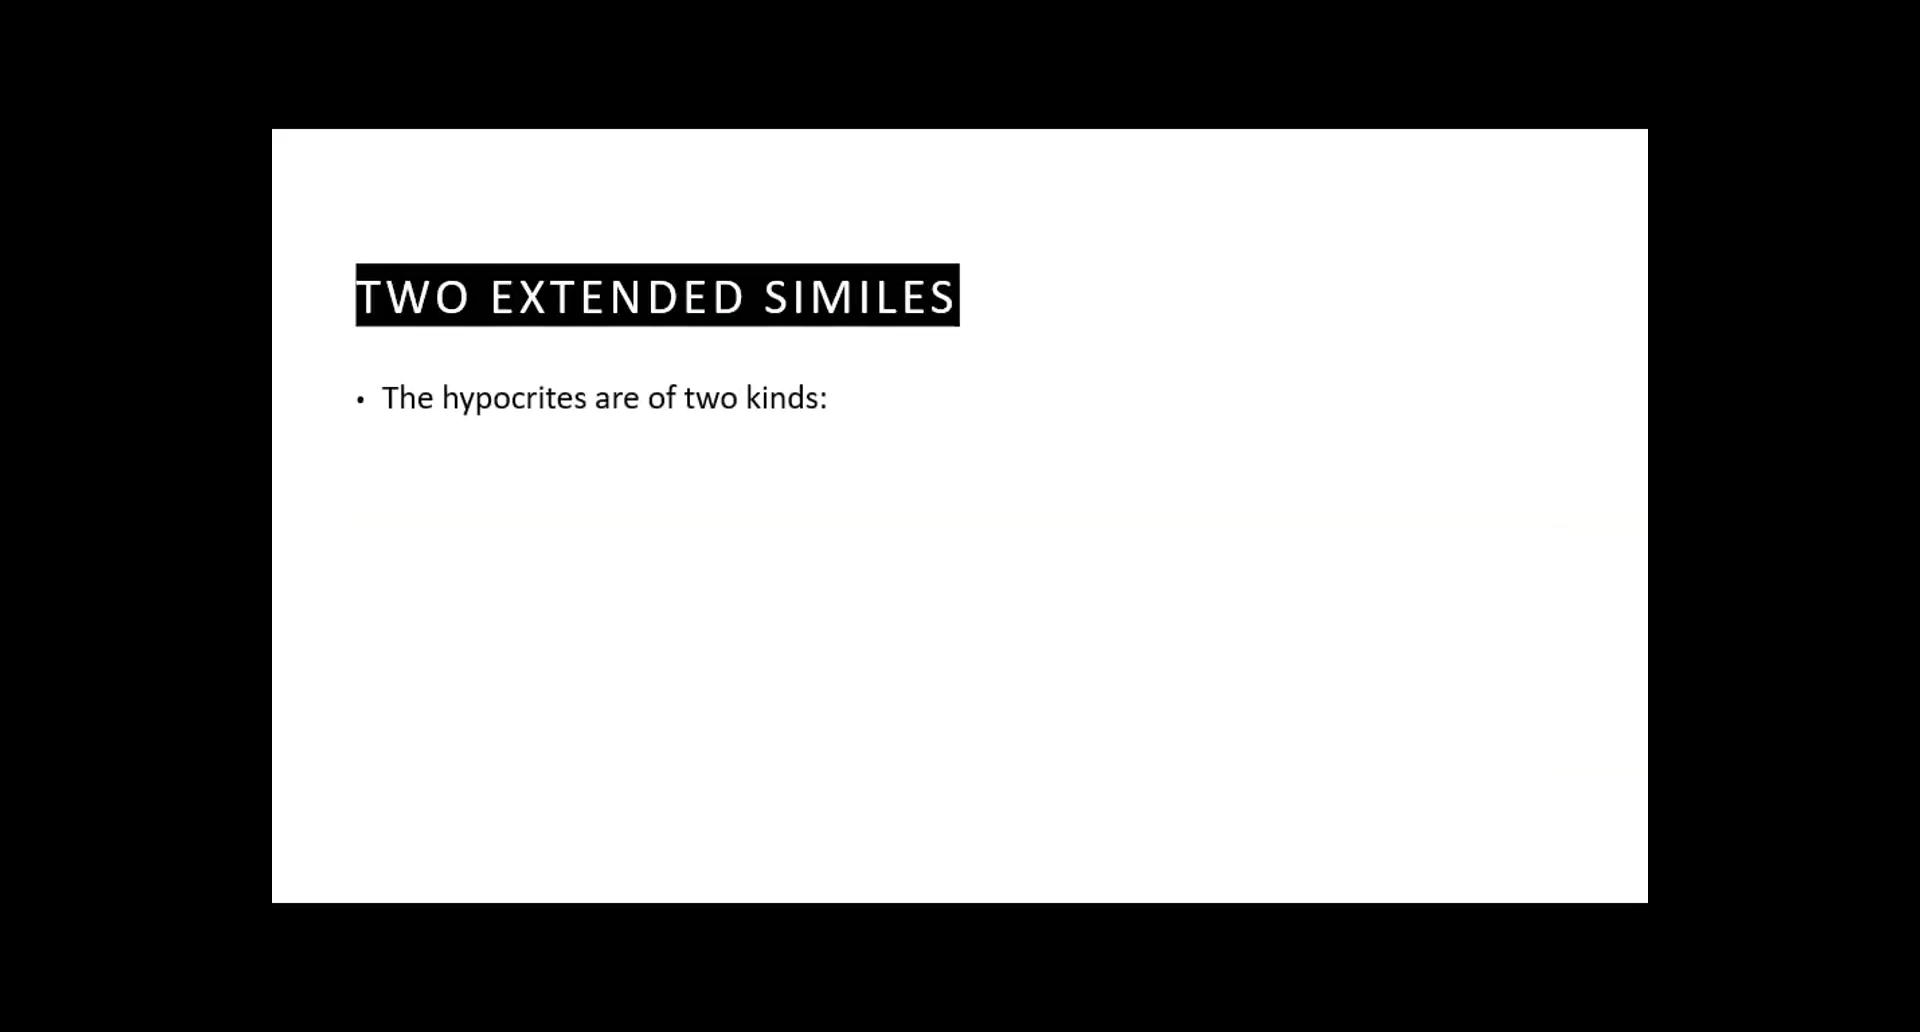 TWO EXTENDED SIMILES
• The hypocrites are of two kinds: